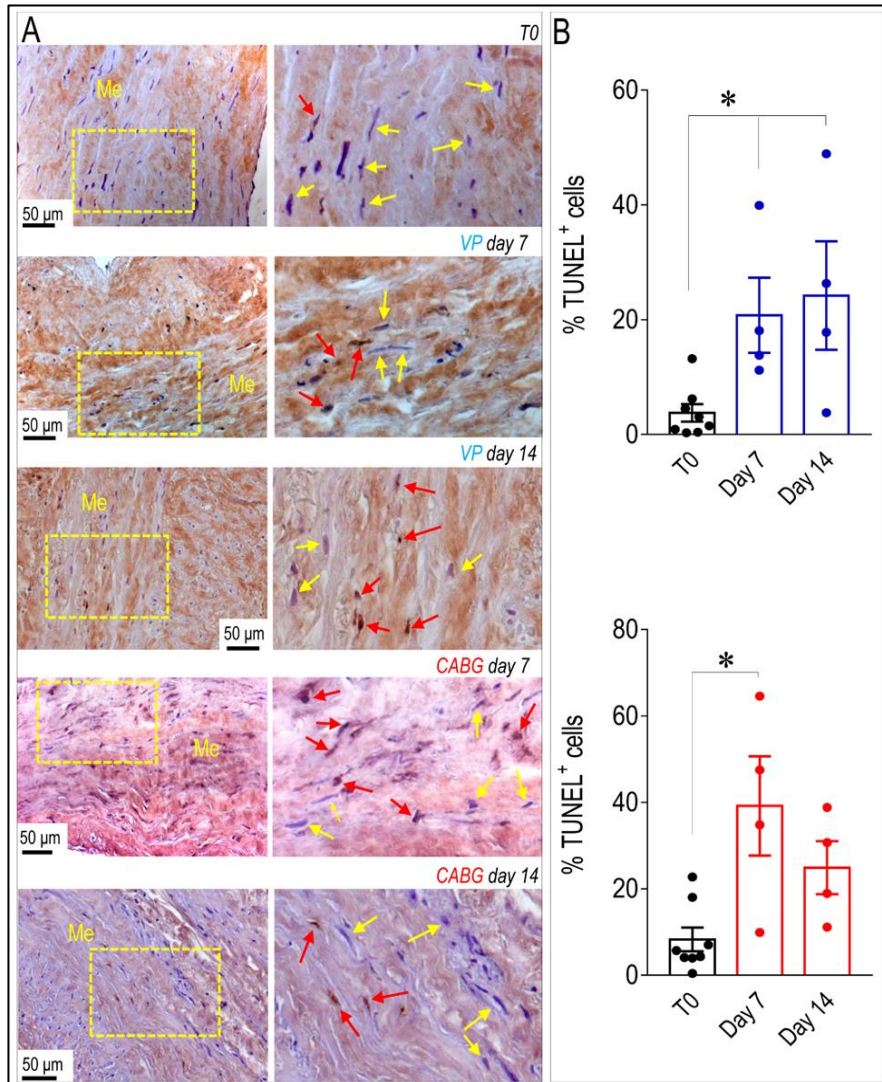 A
T0
Me
50 µm
VP day 7
Me
50 µm
VP day 14
Me
50 µm
CABG day 7
Me
50 µm
CABG day 14
Me
50 µm
B
60
40
20
0
% TUNEL⁺ cells
*
T0
Day 7
Day 14
80
60
40
20
0
% TUNEL⁺ cells
*
T0
Day 7
Day 14